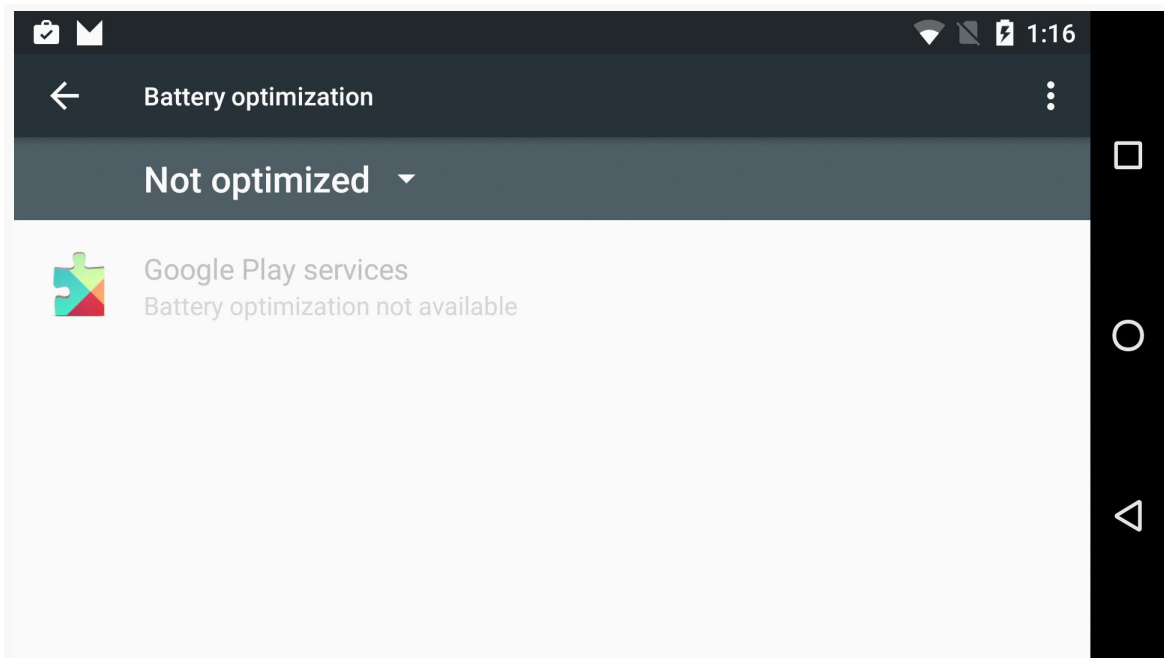 1:16
Battery optimization
Not optimized
Google Play services
Battery optimization not available